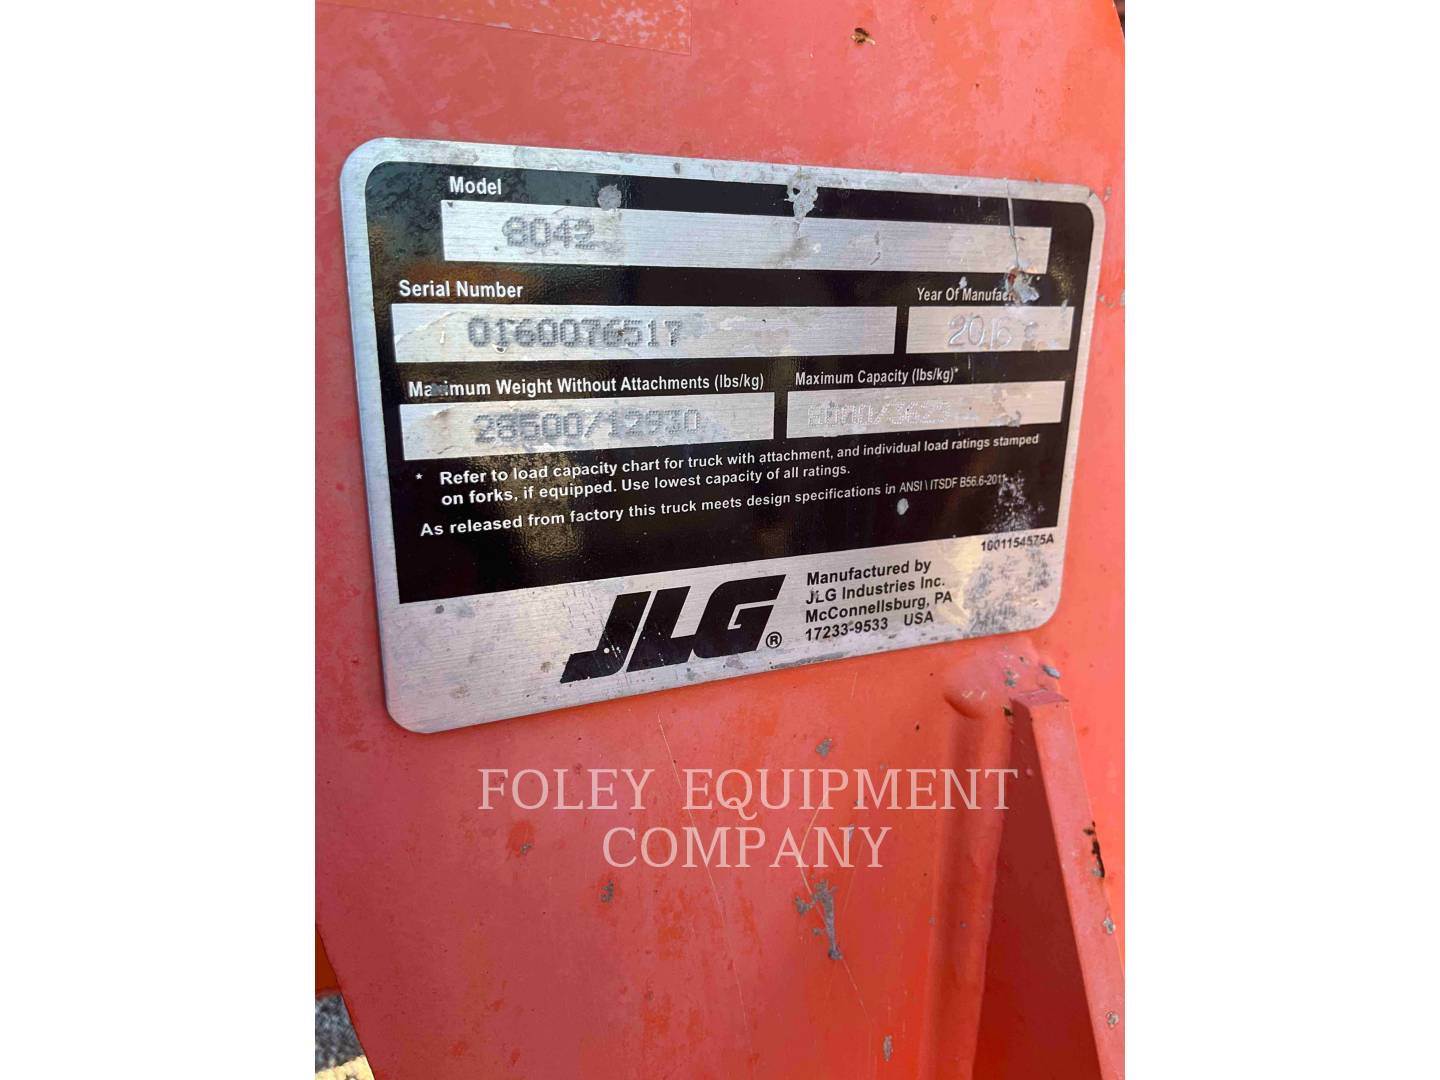 Model
8042
Serial Number
Year Of Manufac
0160076517
2016
Maximum Weight Without Attachments (lbs/kg)
Maximum Capacity (lbs/kg)*
28500/12930
* Refer to load capacity chart for truck with attachment, and individual load ratings stamped
on forks, if equipped. Use lowest capacity of all ratings.
As released from factory this truck meets design specifications in ANSI \ ITSDF B56.6-2011
1001154575A
JLG®
Manufactured by
JLG Industries Inc.
McConnellsburg, PA
17233-9533 USA
FOLEY EQUIPMENT
COMPANY